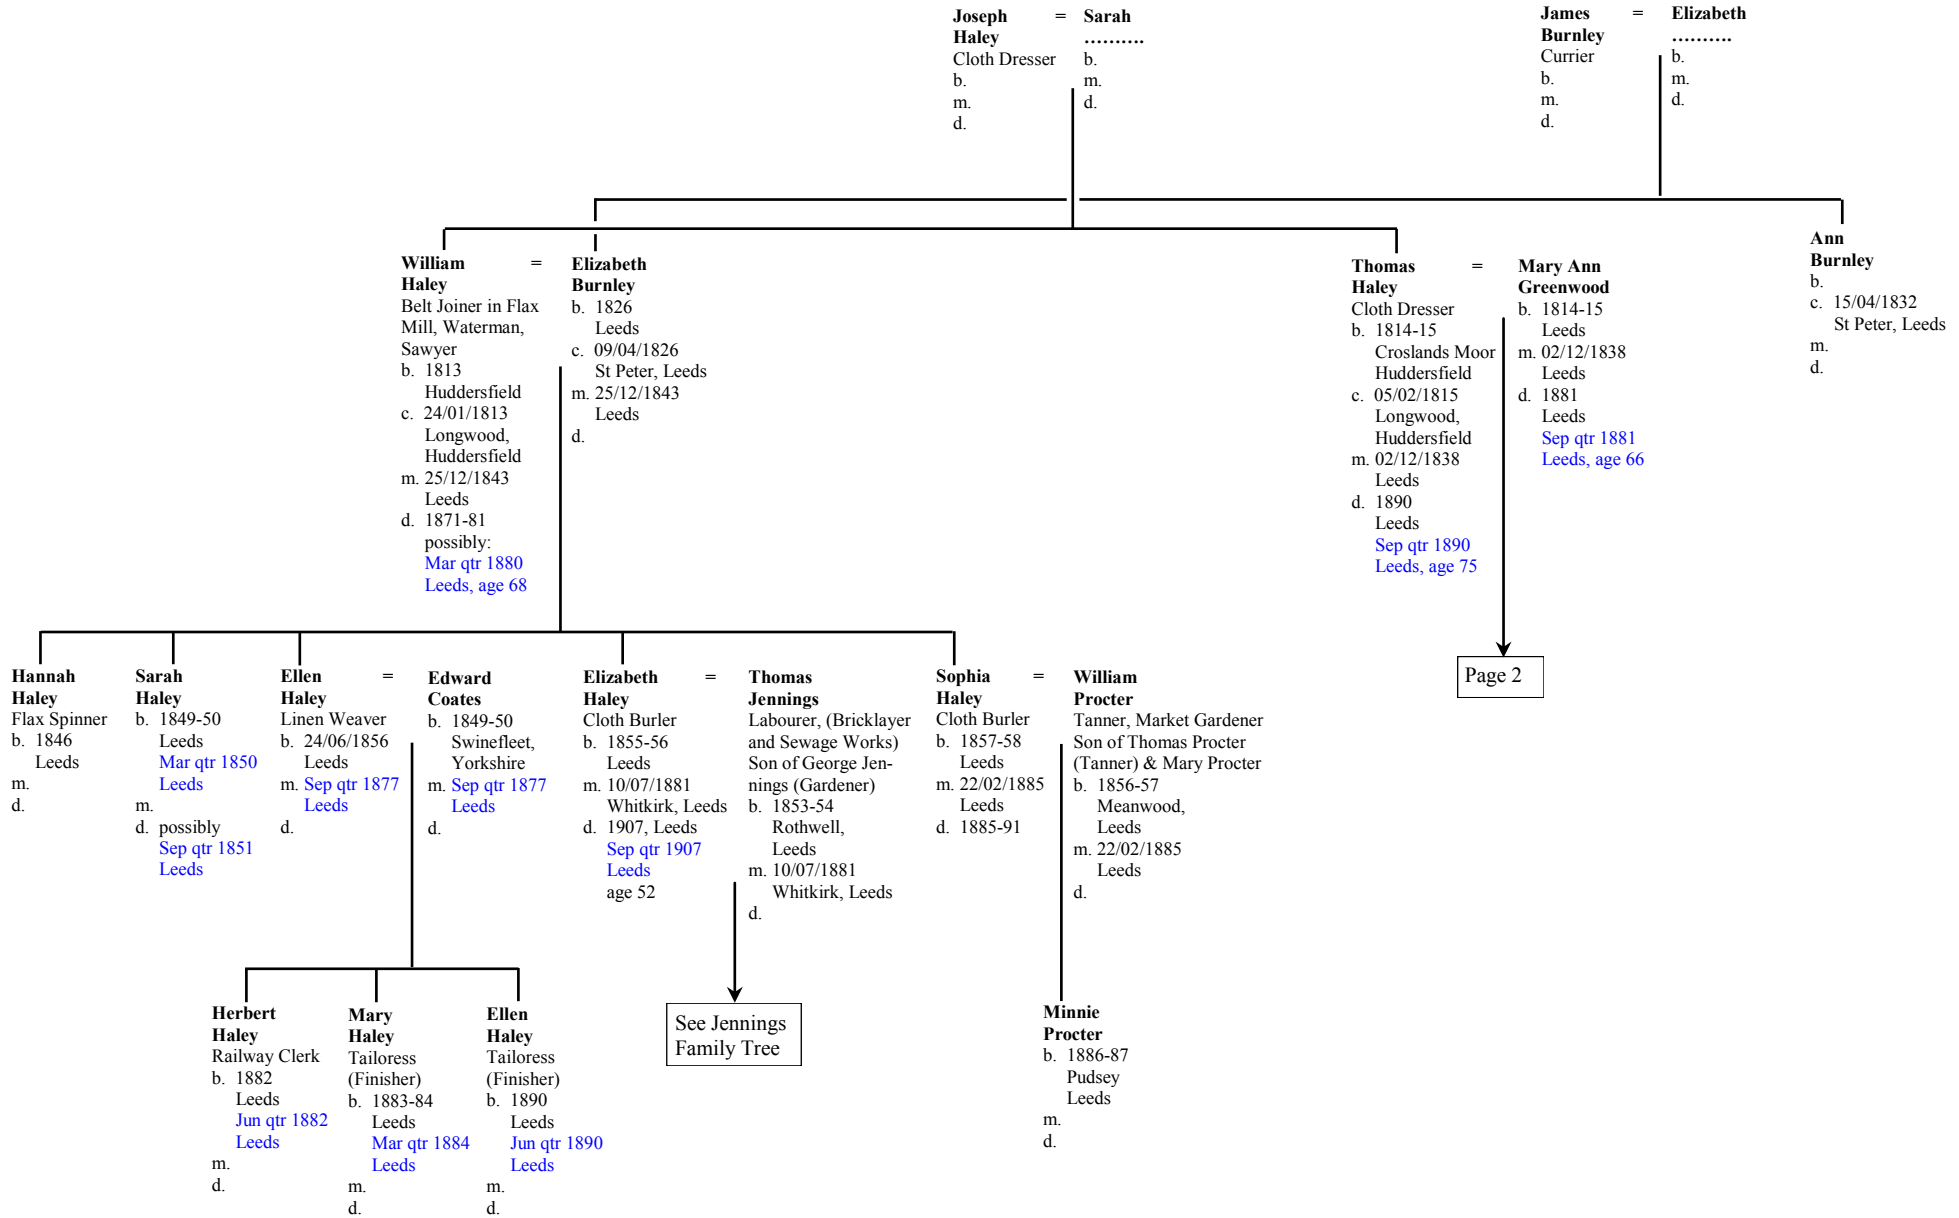 Joseph = Sarah
Haley ……….
Cloth Dresser b.
b. m.
m. d.
d.
James = Elizabeth
Burnley ……….
Currier b.
b. m.
m. d.
d.
William =
Haley
Belt Joiner in Flax
Mill, Waterman,
Sawyer
b. 1813
Huddersfield
c. 24/01/1813
Longwood,
Huddersfield
m. 25/12/1843
Leeds
d. 1871-81
possibly:
Mar qtr 1880
Leeds, age 68
Elizabeth
Burnley
b. 1826
Leeds
c. 09/04/1826
St Peter, Leeds
m. 25/12/1843
Leeds
d.
Thomas =
Haley
Cloth Dresser
b. 1814-15
Croslands Moor
Huddersfield
c. 05/02/1815
Longwood,
Huddersfield
m. 02/12/1838
Leeds
d. 1890
Leeds
Sep qtr 1890
Leeds, age 75
Mary Ann
Greenwood
b. 1814-15
Leeds
m. 02/12/1838
Leeds
d. 1881
Leeds
Sep qtr 1881
Leeds, age 66
Ann
Burnley
b.
c. 15/04/1832
St Peter, Leeds
m.
d.
Page 2
Hannah
Haley
Flax Spinner
b. 1846
Leeds
m.
d.
Sarah
Haley
b. 1849-50
Leeds
Mar qtr 1850
Leeds
m.
d. possibly
Sep qtr 1851
Leeds
Ellen =
Haley
Linen Weaver
b. 24/06/1856
Leeds
m. Sep qtr 1877
Leeds
d.
Edward
Coates
b. 1849-50
Swinefleet,
Yorkshire
m. Sep qtr 1877
Leeds
d.
Elizabeth =
Haley
Cloth Burler
b. 1855-56
Leeds
m. 10/07/1881
Whitkirk, Leeds
d. 1907, Leeds
Sep qtr 1907
Leeds
age 52
Thomas
Jennings
Labourer, (Bricklayer
and Sewage Works)
Son of George Jen-
nings (Gardener)
b. 1853-54
Rothwell,
Leeds
m. 10/07/1881
Whitkirk, Leeds
d.
Sophia =
Haley
Cloth Burler
b. 1857-58
Leeds
m. 22/02/1885
Leeds
d. 1885-91
William
Procter
Tanner, Market Gardener
Son of Thomas Procter
(Tanner) & Mary Procter
b. 1856-57
Meanwood,
Leeds
m. 22/02/1885
Leeds
d.
Herbert
Haley
Railway Clerk
b. 1882
Leeds
Jun qtr 1882
Leeds
m.
d.
Mary
Haley
Tailoress
(Finisher)
b. 1883-84
Leeds
Mar qtr 1884
Leeds
m.
d.
Ellen
Haley
Tailoress
(Finisher)
b. 1890
Leeds
Jun qtr 1890
Leeds
m.
d.
See Jennings
Family Tree
Minnie
Procter
b. 1886-87
Pudsey
Leeds
m.
d.